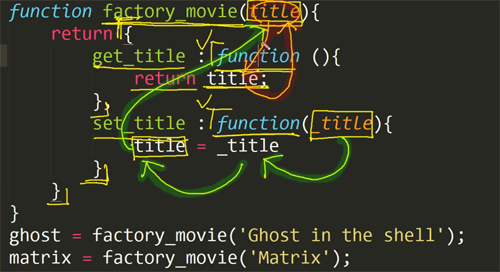 function factory_movie(title){
return {
get_title : function (){
return title;
},
set_title : function(_title){
title = _title
}
}
}
ghost = factory_movie('Ghost in the shell');
matrix = factory_movie('Matrix');